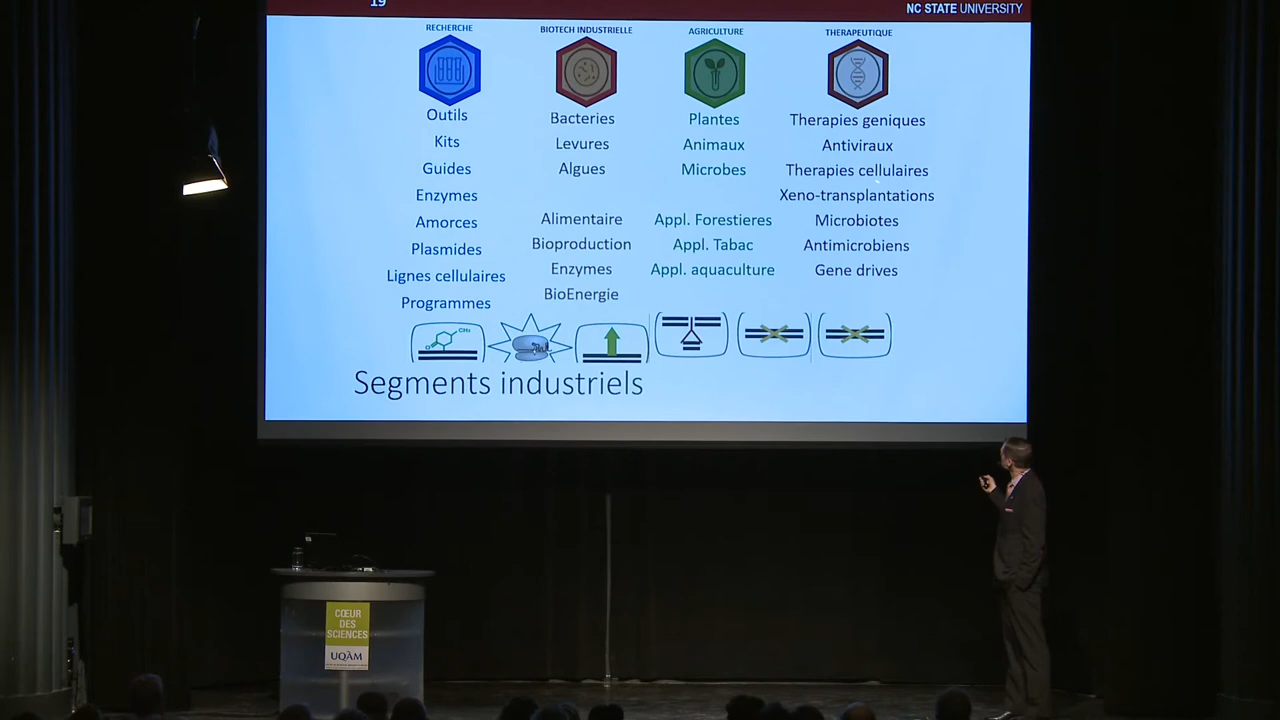 19
NC STATE UNIVERSITY
RECHERCHE
Outils
Kits
Guides
Enzymes
Amorces
Plasmides
Lignes cellulaires
Programmes
BIOTECH INDUSTRIELLE
Bacteries
Levures
Algues
Alimentaire
Bioproduction
Enzymes
BioEnergie
AGRICULTURE
Plantes
Animaux
Microbes
Appl. Forestieres
Appl. Tabac
Appl. aquaculture
THERAPEUTIQUE
Therapies geniques
Antiviraux
Therapies cellulaires
Xeno-transplantations
Microbiotes
Antimicrobiens
Gene drives
CH3
O
Segments industriels
CŒUR
DES
SCIENCES
UQÀM